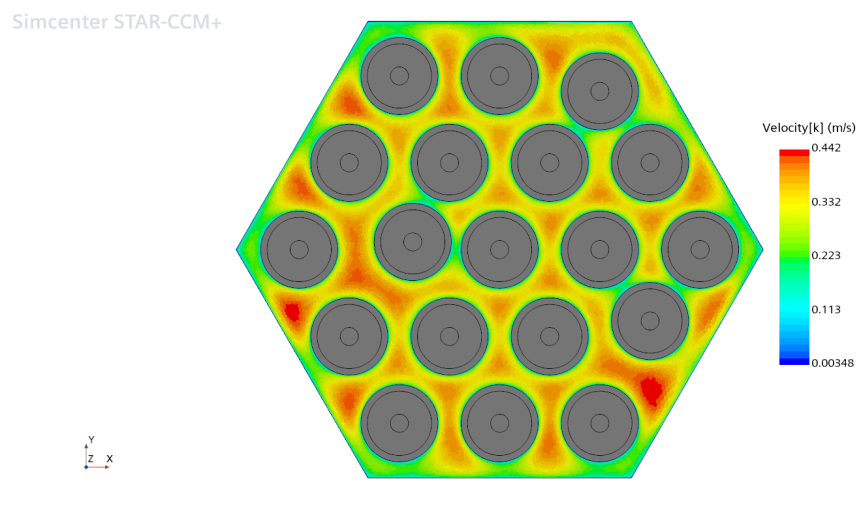 Simcenter STAR-CCM+
Velocity[k] (m/s)
0.442
0.332
0.223
0.113
0.00348
Y
Z X